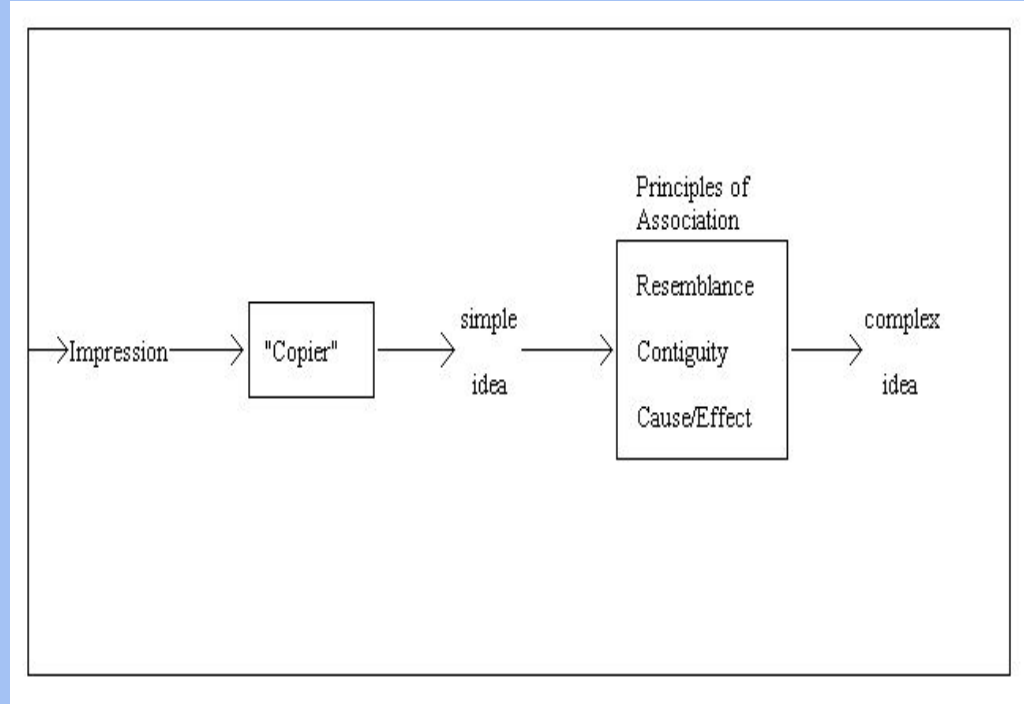 Impression
"Copier"
simple
idea
Principles of
Association
Resemblance
Contiguity
Cause/Effect
complex
idea